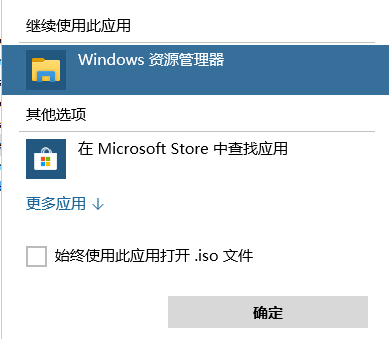 继续使用此应用
Windows 资源管理器
其他选项
在 Microsoft Store 中查找应用
更多应用 ↓
始终使用此应用打开 .iso 文件
确定